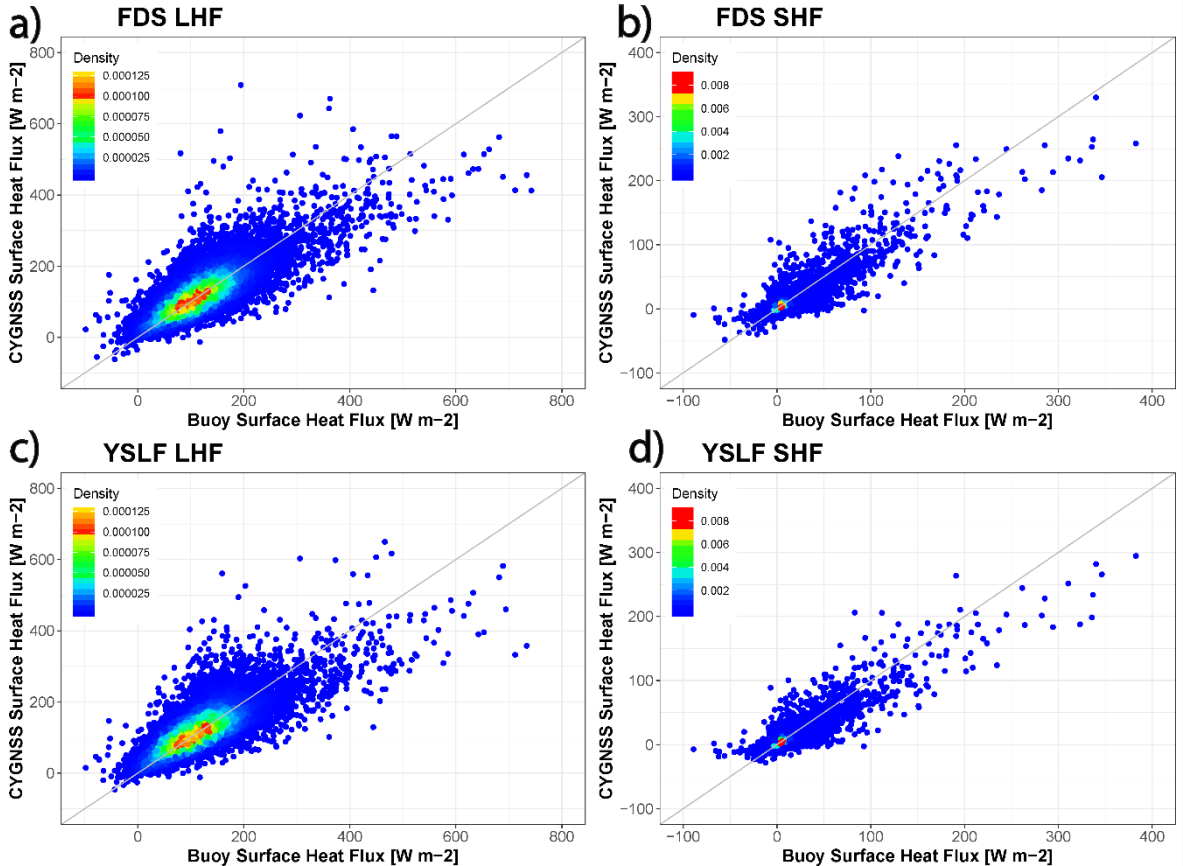 a) FDS LHF
CYGNSS Surface Heat Flux [W m−2]
800
600
400
200
0
Density
0.000125
0.000100
0.000075
0.000050
0.000025
0 200 400 600 800
Buoy Surface Heat Flux [W m−2]
b) FDS SHF
CYGNSS Surface Heat Flux [W m−2]
400
300
200
100
0
−100
Density
0.008
0.006
0.004
0.002
−100 0 100 200 300 400
Buoy Surface Heat Flux [W m−2]
c) YSLF LHF
CYGNSS Surface Heat Flux [W m−2]
800
600
400
200
0
Density
0.000125
0.000100
0.000075
0.000050
0.000025
0 200 400 600 800
Buoy Surface Heat Flux [W m−2]
d) YSLF SHF
CYGNSS Surface Heat Flux [W m−2]
400
300
200
100
0
−100
Density
0.008
0.006
0.004
0.002
−100 0 100 200 300 400
Buoy Surface Heat Flux [W m−2]